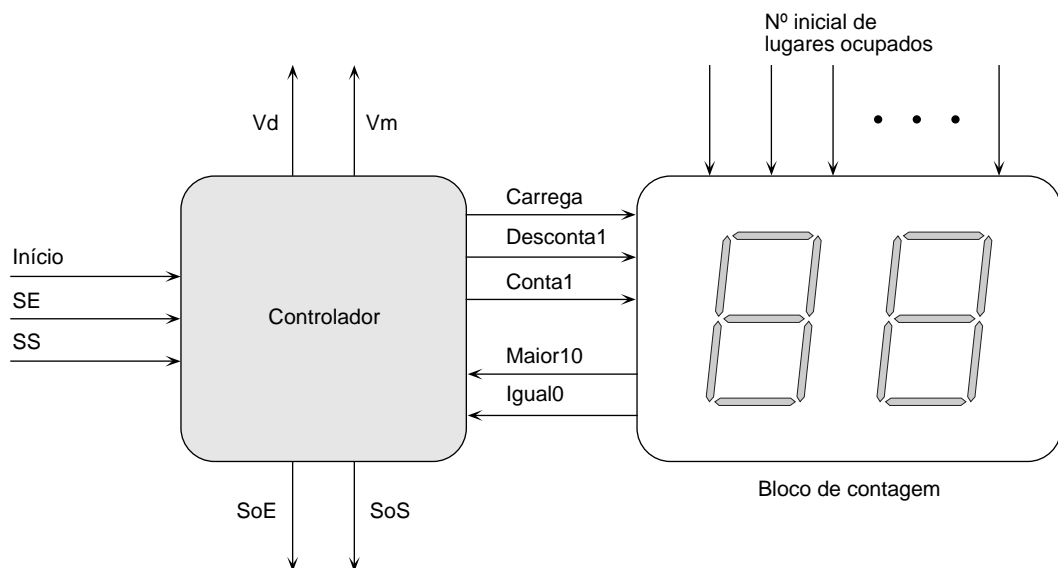 Nº inicial de
lugares ocupados
Vd
Vm
Carrega
Desconta1
Conta1
Início
SE
SS
Controlador
Maior10
Igual0
SoE
SoS
Bloco de contagem